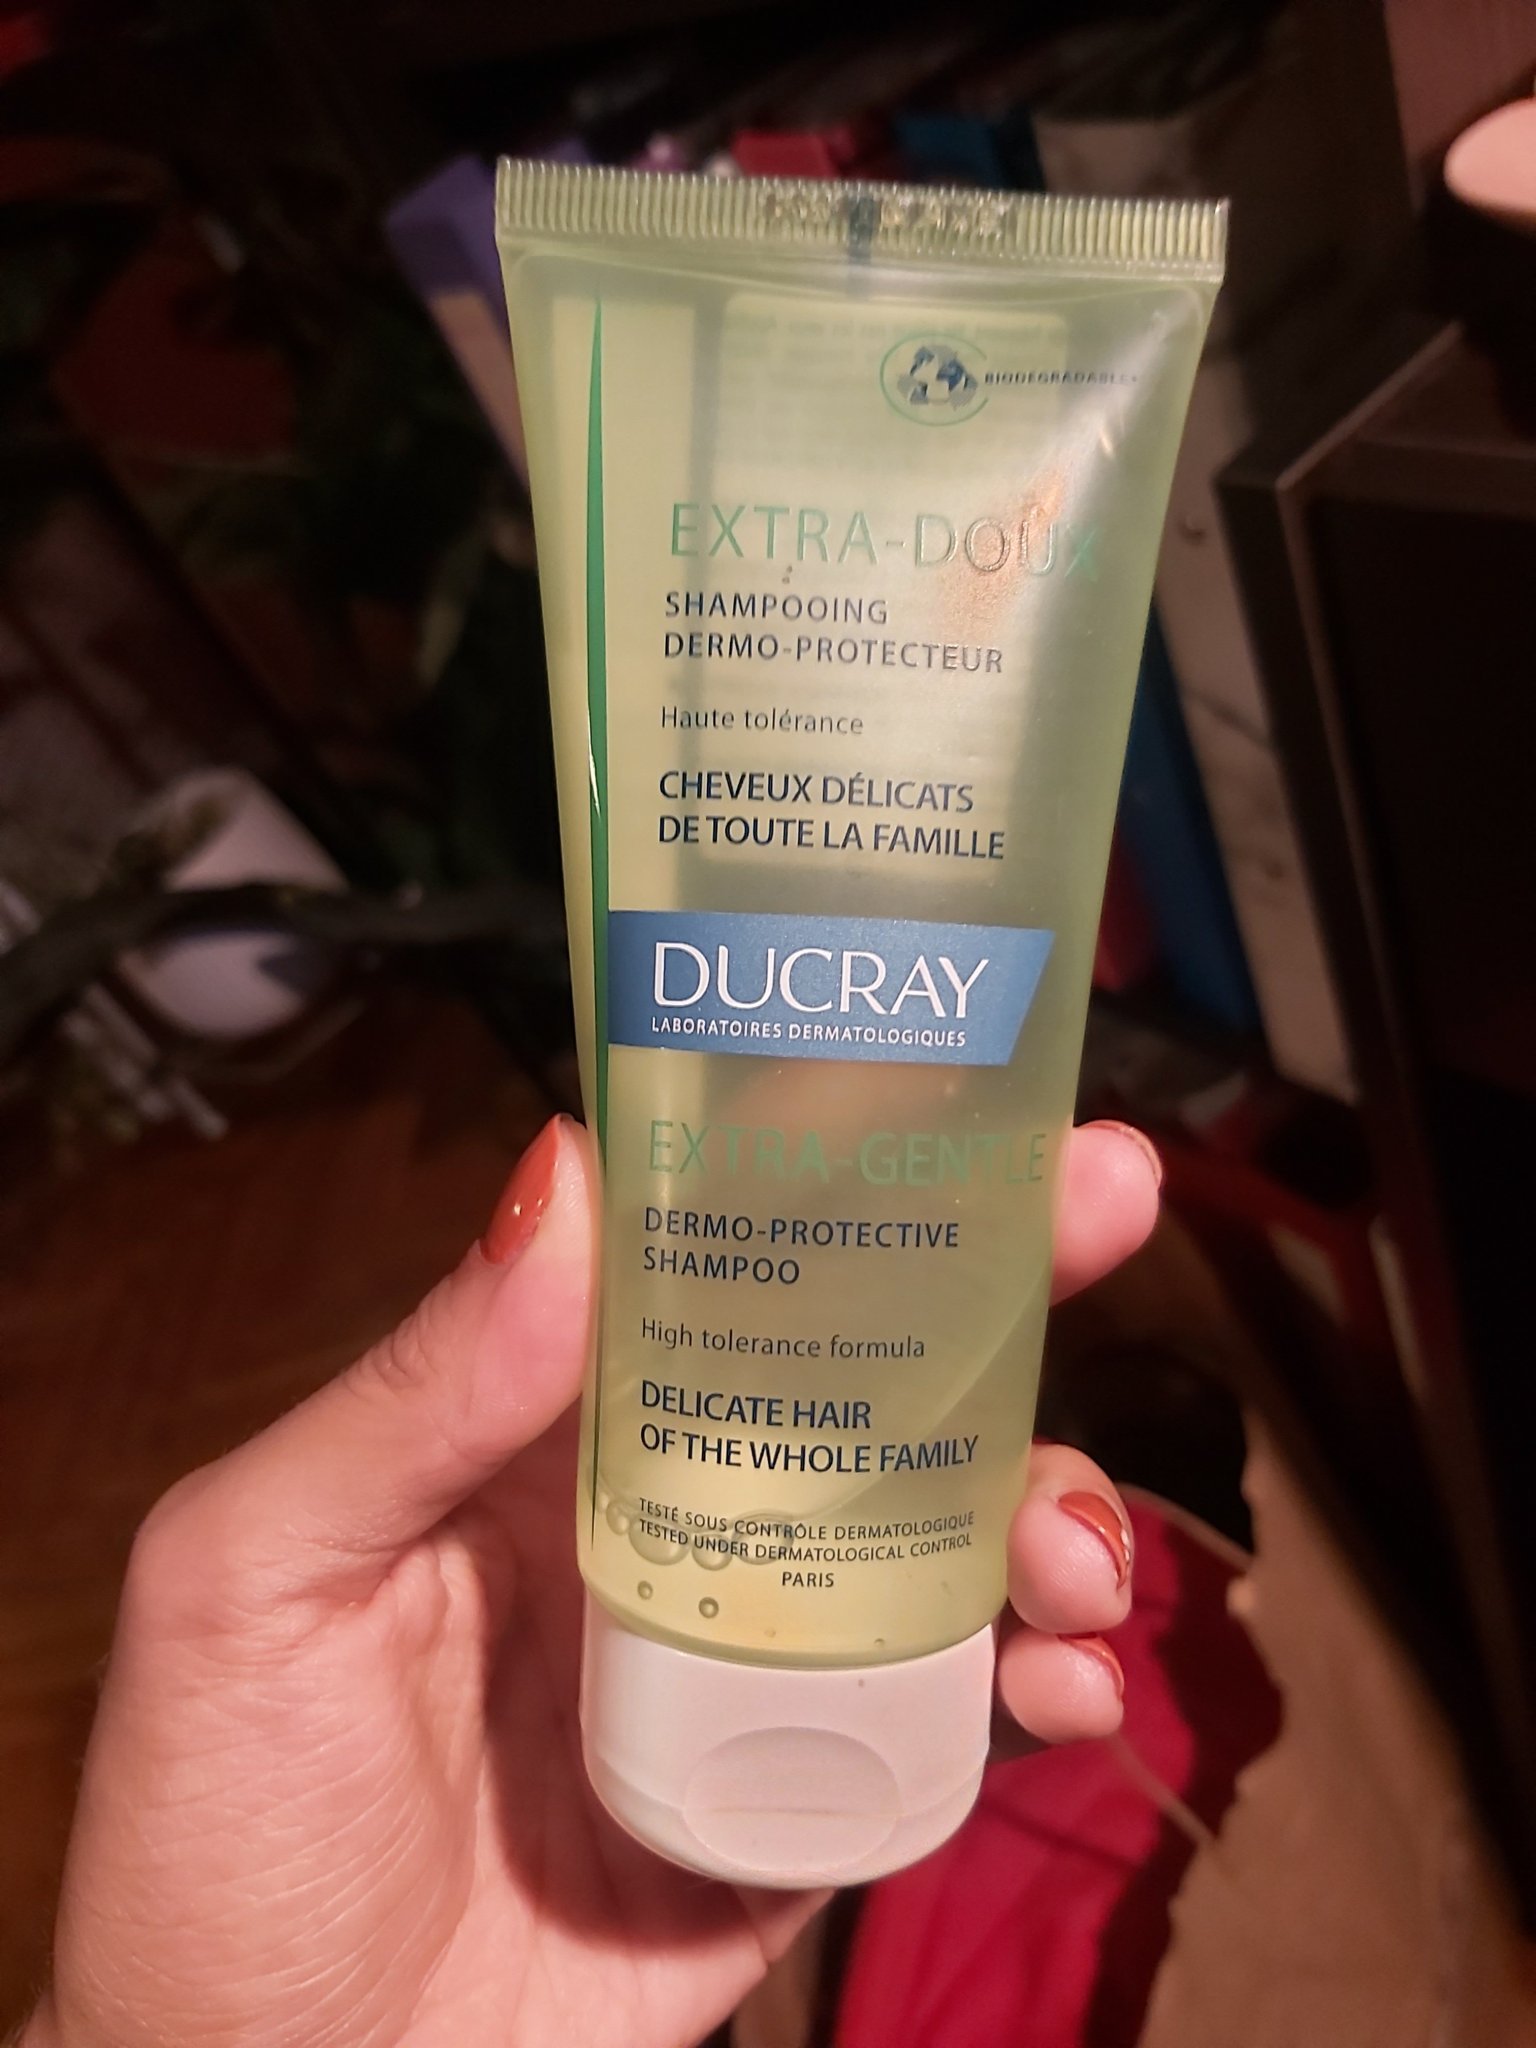 BIODEGRADABLE*
EXTRA-DOUX
SHAMPOOING
DERMO-PROTECTEUR
Haute tolérance
CHEVEUX DÉLICATS
DE TOUTE LA FAMILLE
DUCRAY
LABORATOIRES DERMATOLOGIQUES
EXTRA-GENTLE
DERMO-PROTECTIVE
SHAMPOO
High tolerance formula
DELICATE HAIR
OF THE WHOLE FAMILY
TESTÉ SOUS CONTRÔLE DERMATOLOGIQUE
TESTED UNDER DERMATOLOGICAL CONTROL
PARIS